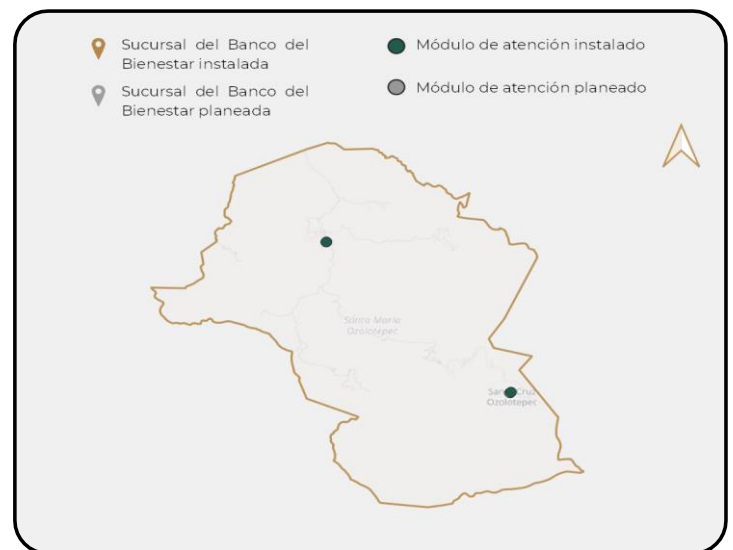 Sucursal del Banco del
Bienestar instalada
Sucursal del Banco del
Bienestar planeada
Módulo de atención instalado
Módulo de atención planeado
Santa María
Ozolotepec
Santa Cruz
Ozolotepec